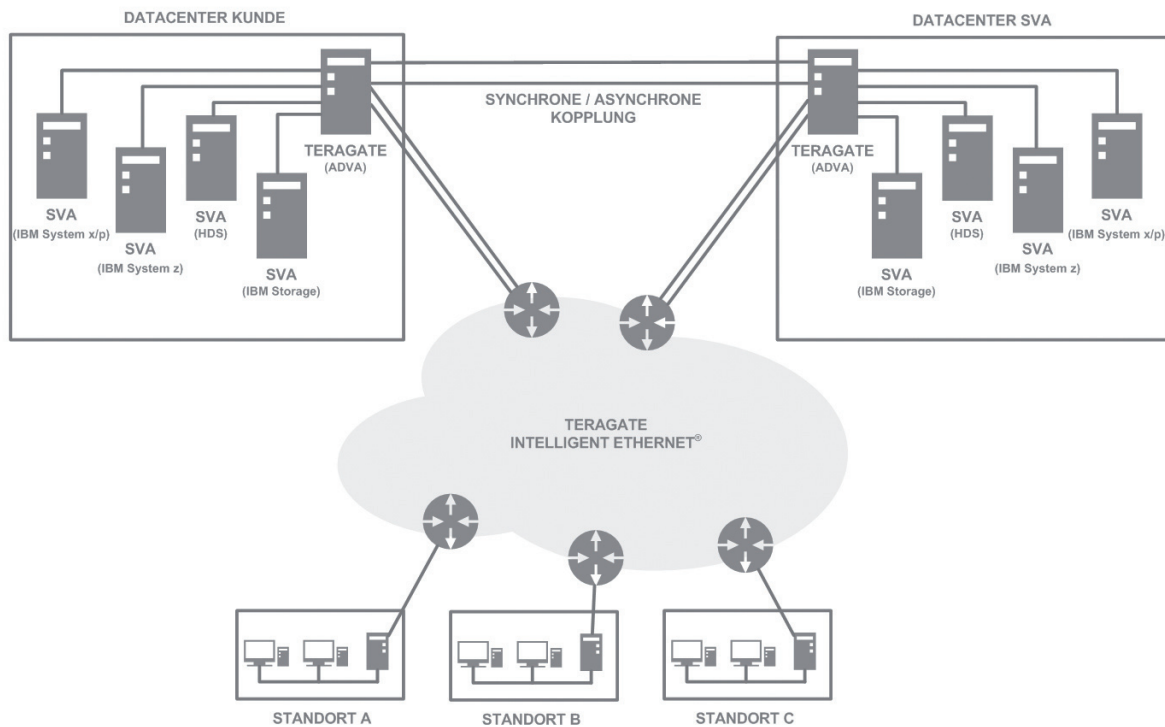 DATACENTER KUNDE
DATACENTER SVA
SYNCHRONE / ASYNCHRONE
KOPPLUNG
TERAGATE
(ADVA)
SVA
(IBM System x/p)
SVA
(IBM System z)
SVA
(HDS)
SVA
(IBM Storage)
TERAGATE
(ADVA)
SVA
(IBM Storage)
SVA
(HDS)
SVA
(IBM System z)
SVA
(IBM System x/p)
TERAGATE
INTELLIGENT ETHERNET®
STANDORT A
STANDORT B
STANDORT C